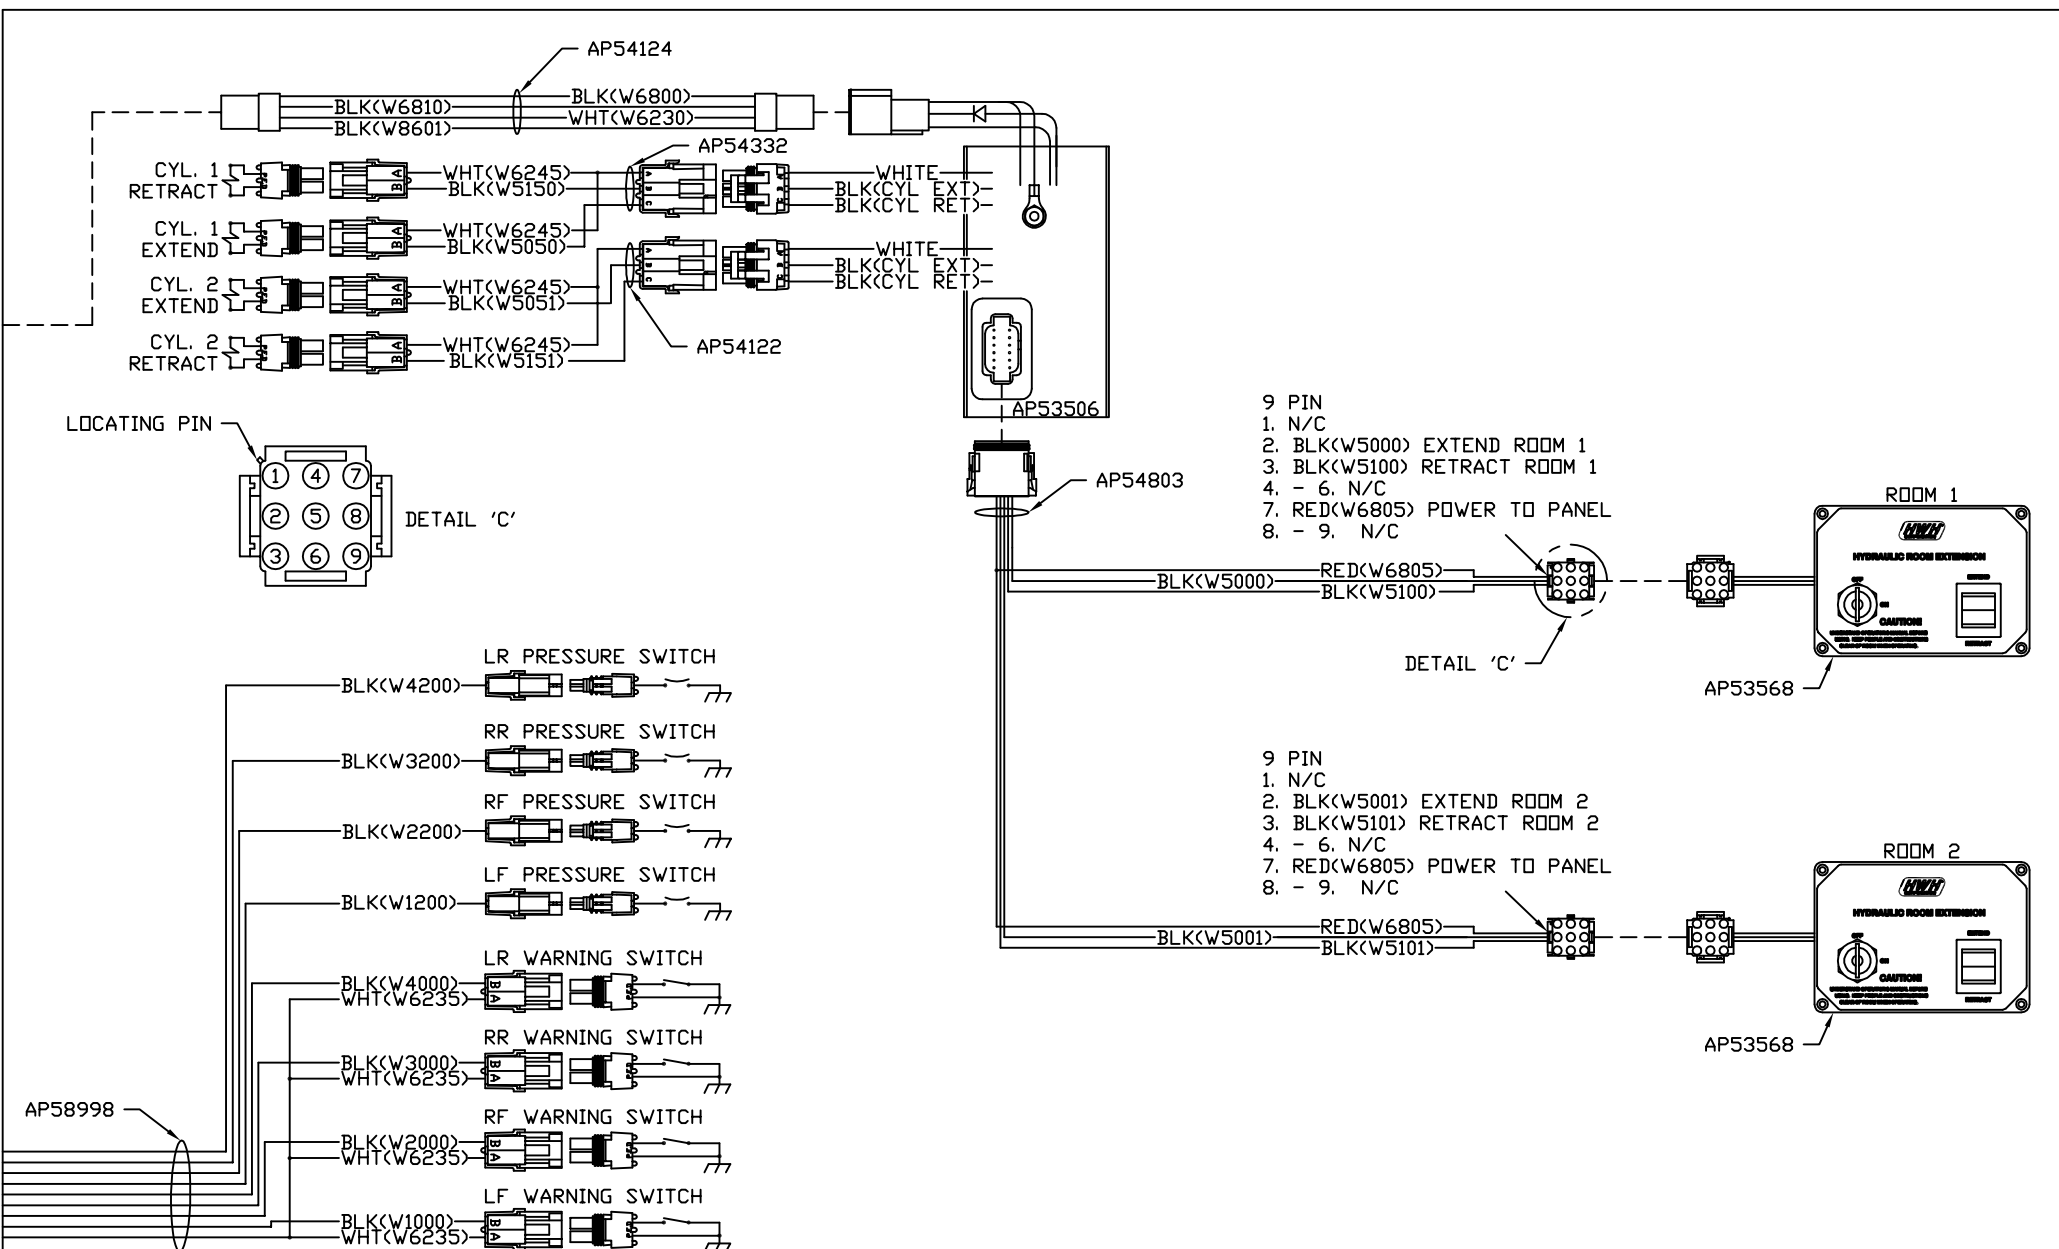 AP54124
BLK(W6800)
BLK(W6810)
WHT(W6230)
BLK(W8601)
AP54332
CYL. 1
RETRACT
A
B
WHT(W6245)
BLK(W5150)
A
B
C
WHITE
BLK(CYL EXT)
BLK(CYL RET)
CYL. 1
EXTEND
A
B
WHT(W6245)
BLK(W5050)
CYL. 2
EXTEND
A
B
WHT(W6245)
BLK(W5051)
A
B
C
WHITE
BLK(CYL EXT)
BLK(CYL RET)
CYL. 2
RETRACT
A
B
WHT(W6245)
BLK(W5151)
AP54122
AP53506
AP54803
LOCATING PIN
1 4 7
2 5 8
3 6 9
DETAIL 'C'
9 PIN
1. N/C
2. BLK(W5000) EXTEND ROOM 1
3. BLK(W5100) RETRACT ROOM 1
4. - 6. N/C
7. RED(W6805) POWER TO PANEL
8. - 9. N/C
RED(W6805)
BLK(W5000)
BLK(W5100)
DETAIL 'C'
ROOM 1
HWH
HYDRAULIC ROOM EXTENSION
OFF
ON
EXTEND
CAUTION!
RETRACT
AP53568
9 PIN
1. N/C
2. BLK(W5001) EXTEND ROOM 2
3. BLK(W5101) RETRACT ROOM 2
4. - 6. N/C
7. RED(W6805) POWER TO PANEL
8. - 9. N/C
RED(W6805)
BLK(W5001)
BLK(W5101)
ROOM 2
HWH
HYDRAULIC ROOM EXTENSION
OFF
ON
EXTEND
CAUTION!
RETRACT
AP53568
LR PRESSURE SWITCH
BLK(W4200)
RR PRESSURE SWITCH
BLK(W3200)
RF PRESSURE SWITCH
BLK(W2200)
LF PRESSURE SWITCH
BLK(W1200)
LR WARNING SWITCH
BLK(W4000)
WHT(W6235)
B
A
RR WARNING SWITCH
BLK(W3000)
WHT(W6235)
B
A
RF WARNING SWITCH
BLK(W2000)
WHT(W6235)
B
A
LF WARNING SWITCH
BLK(W1000)
WHT(W6235)
B
A
AP58998